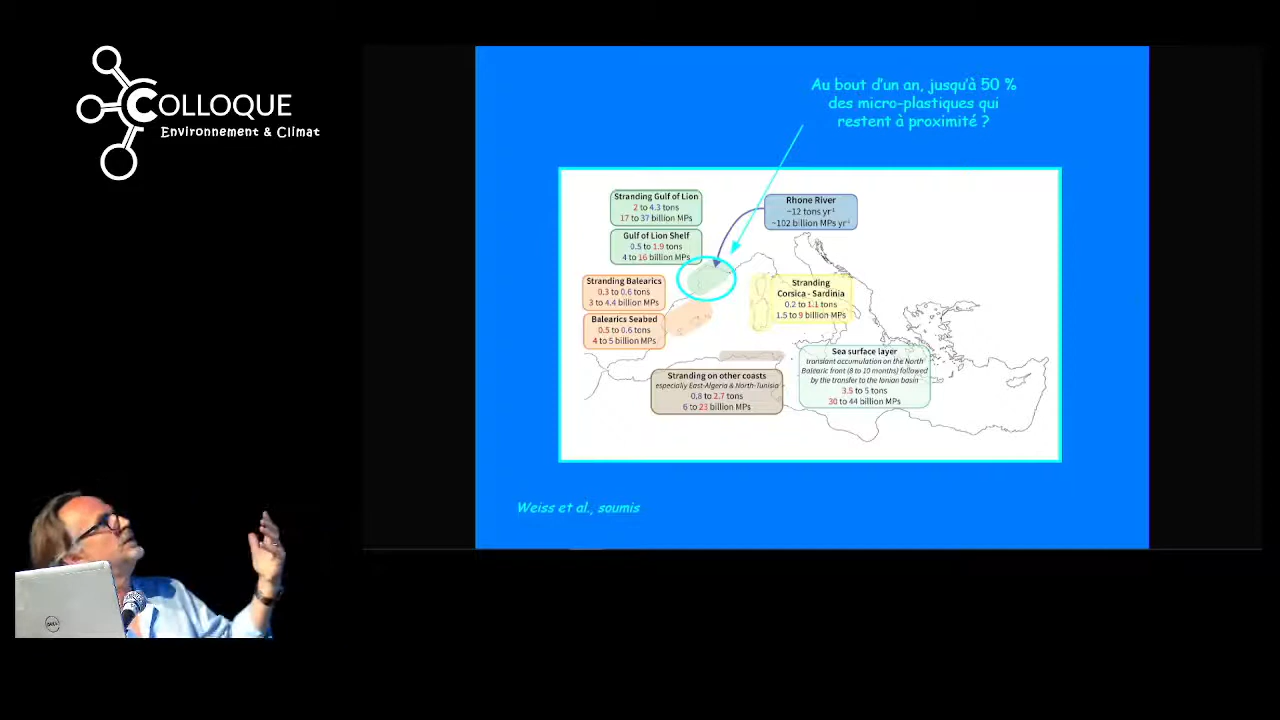 COLLOQUE
Environnement & Climat
Au bout d'un an, jusqu'à 50 %
des micro-plastiques qui
restent à proximité ?
Stranding Gulf of Lion
2 to 4.3 tons
17 to 37 billion MPs
Rhone River
~12 tons yr⁻¹
~102 billion MPs yr⁻¹
Gulf of Lion Shelf
0.5 to 1.9 tons
4 to 16 billion MPs
Stranding Balearics
0.3 to 0.6 tons
3 to 4.4 billion MPs
Stranding
Corsica - Sardinia
0.2 to 1.1 tons
1.5 to 9 billion MPs
Balearics Seabed
0.5 to 0.6 tons
4 to 5 billion MPs
Sea surface layer
transiant accumulation on the North
Balearic front (8 to 10 months) followed
by the transfer to the Ionian basin
3.5 to 5 tons
30 to 44 billion MPs
Stranding on other coasts
especially East-Algeria & North-Tunisia
0.8 to 2.7 tons
6 to 23 billion MPs
Weiss et al., soumis
DELL